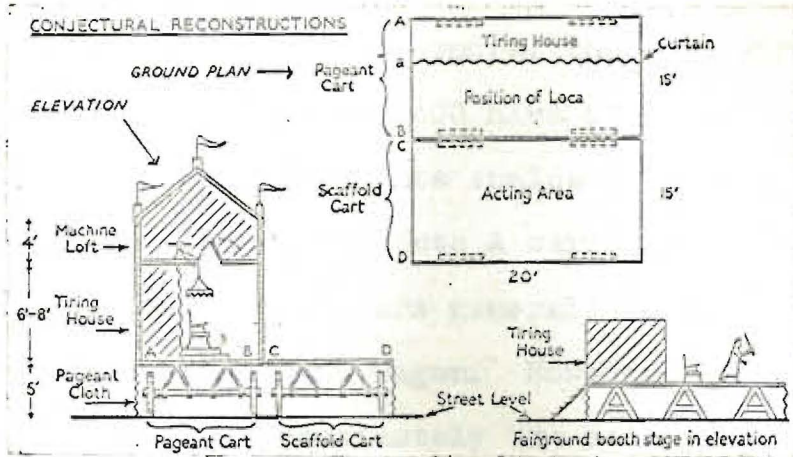 CONJECTURAL RECONSTRUCTIONS
GROUND PLAN
ELEVATION
A
Tiring House
Curtain
Pageant
Cart
a
15'
Position of Loca
B
C
Scaffold
Cart
Acting Area
15'
D
20'
4'
Machine
Loft
6'-8'
Tiring
House
A B C D
5'
Pageant
Cloth
Street Level
Pageant Cart
Scaffold Cart
Tiring
House
Fairground booth stage in elevation